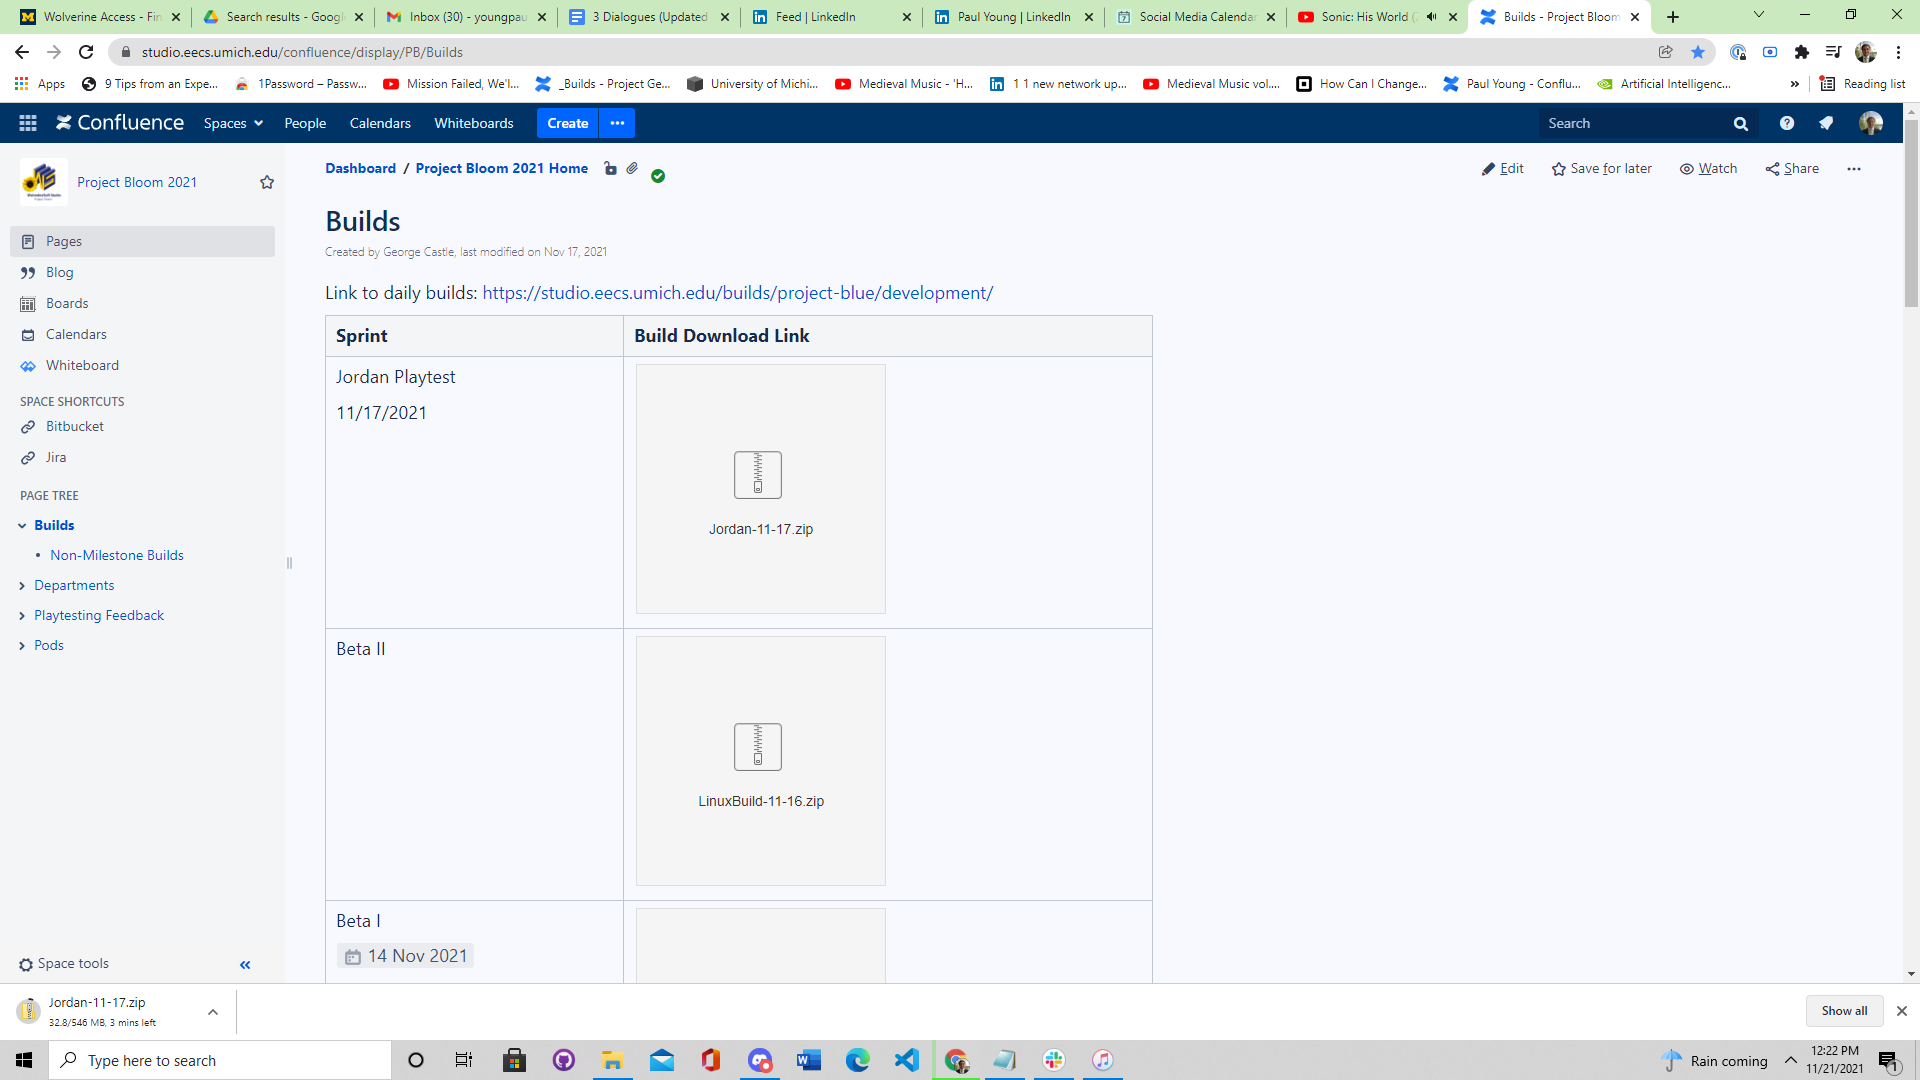 Wolverine Access - Fin
Search results - Googl
Inbox (30) - youngpau
3 Dialogues (Updated
Feed | LinkedIn
Paul Young | LinkedIn
Social Media Calendar
Sonic: His World (
Builds - Project Bloom
studio.eecs.umich.edu/confluence/display/PB/Builds
Apps
9 Tips from an Expe...
1Password – Passw...
Mission Failed, We'l...
_Builds - Project Ge...
University of Michi...
Medieval Music - 'H...
1 1 new network up...
Medieval Music vol....
How Can I Change...
Paul Young - Conflu...
Artificial Intelligenc...
»
Reading list
Confluence
Spaces
People
Calendars
Whiteboards
Create
Search
Project Bloom 2021
Pages
Blog
Boards
Calendars
Whiteboard
SPACE SHORTCUTS
Bitbucket
Jira
PAGE TREE
Builds
• Non-Milestone Builds
Departments
Playtesting Feedback
Pods
Space tools
Dashboard / Project Bloom 2021 Home
Edit
Save for later
Watch
Share
Builds
Created by George Castle, last modified on Nov 17, 2021
Link to daily builds: https://studio.eecs.umich.edu/builds/project-blue/development/
Sprint
Build Download Link
Jordan Playtest
11/17/2021
Jordan-11-17.zip
Beta II
LinuxBuild-11-16.zip
Beta I
14 Nov 2021
Jordan-11-17.zip
32.8/546 MB, 3 mins left
Show all
Type here to search
Rain coming
12:22 PM
11/21/2021
1